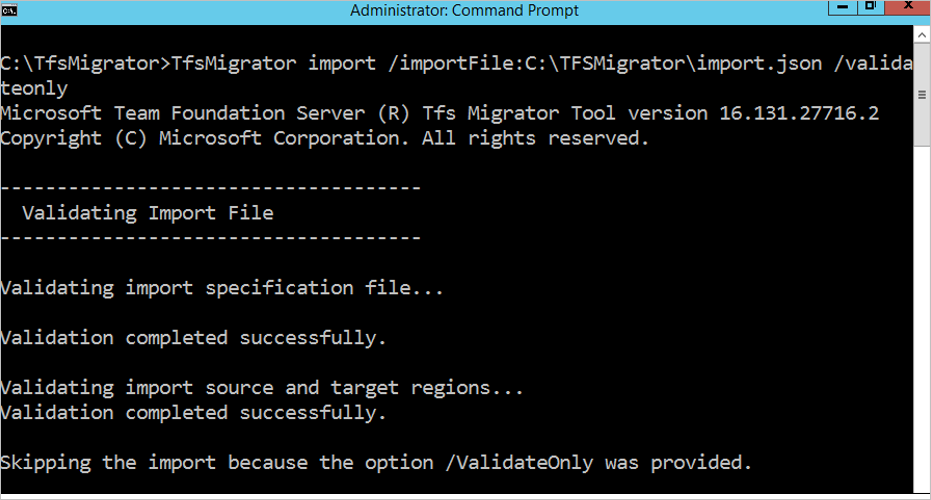 Administrator: Command Prompt
C:\TfsMigrator>TfsMigrator import /importFile:C:\TFSMigrator\import.json /valida
teonly
Microsoft Team Foundation Server (R) Tfs Migrator Tool version 16.131.27716.2
Copyright (C) Microsoft Corporation. All rights reserved.
-------------------------------------
Validating Import File
-------------------------------------
Validating import specification file...
Validation completed successfully.
Validating import source and target regions...
Validation completed successfully.
Skipping the import because the option /ValidateOnly was provided.